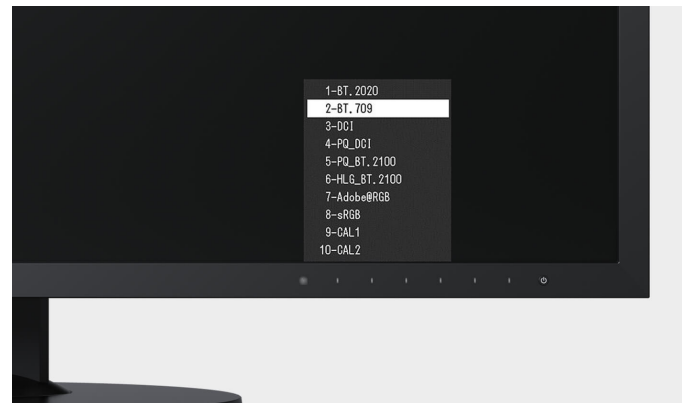 1-BT.2020
2-BT.709
3-DCI
4-PQ_DCI
5-PQ_BT.2100
6-HLG_BT.2100
7-Adobe®RGB
8-sRGB
9-CAL1
10-CAL2